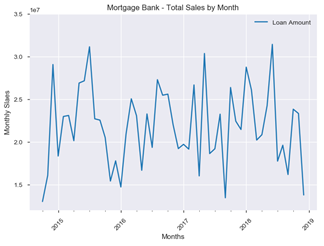 Mortgage Bank - Total Sales by Month
1e7
Loan Amount
3.5
3.0
2.5
2.0
1.5
Monthly Slaes
2015
2016
2017
2018
2019
Months